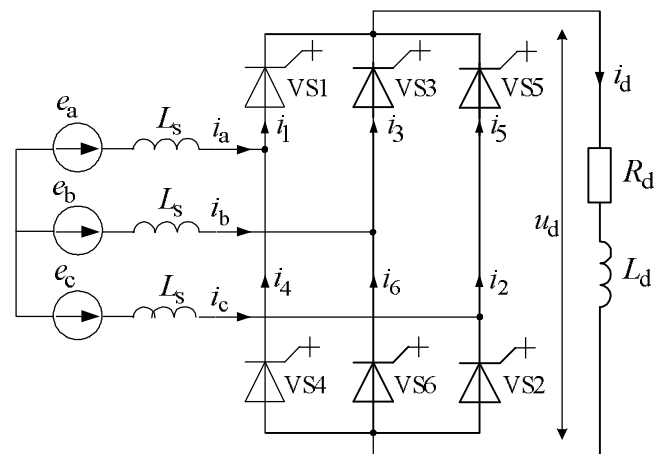 VS1 VS3 VS5 i_d
e_a L_s i_a i_1 i_3 i_5
R_d
e_b L_s i_b u_d
L_d
e_c L_s i_c i_4 i_6 i_2
VS4 VS6 VS2